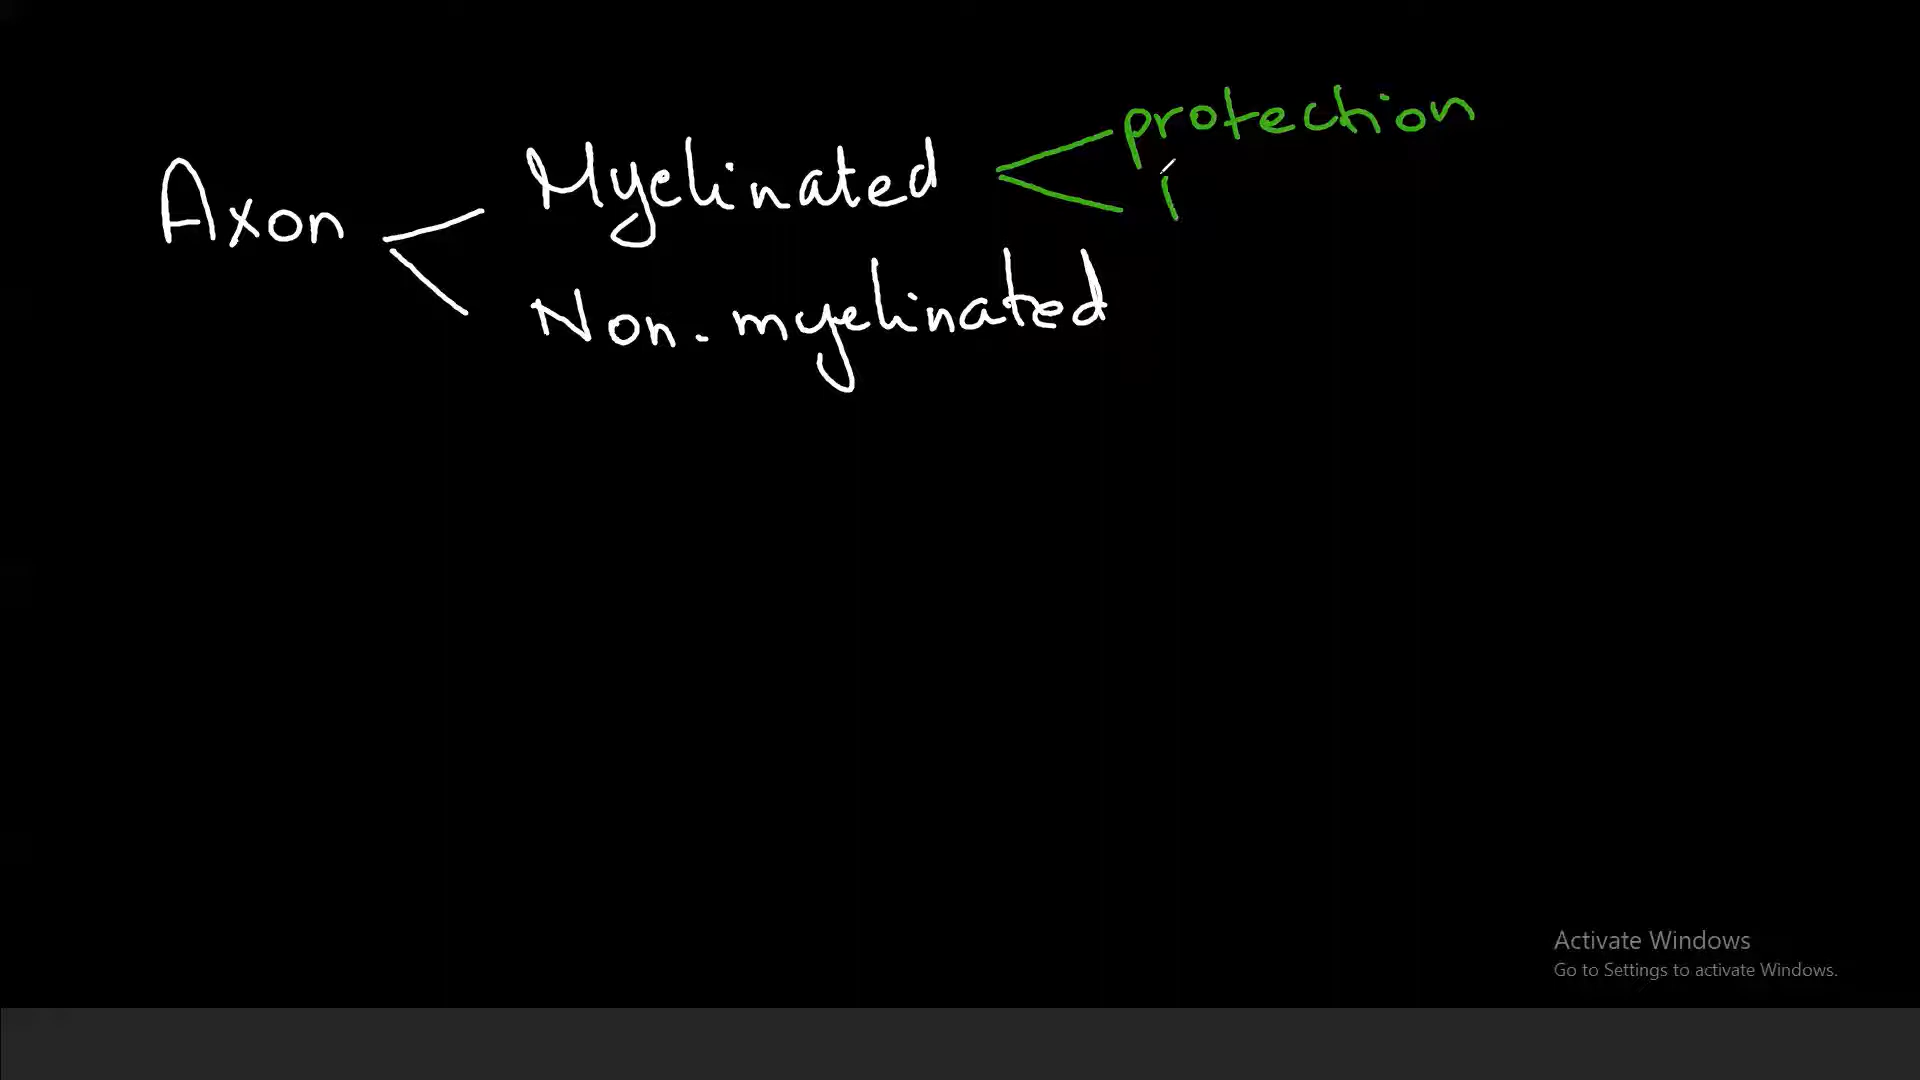 protection
Axon Myelinated
Non-myelinated
Activate Windows
Go to Settings to activate Windows.